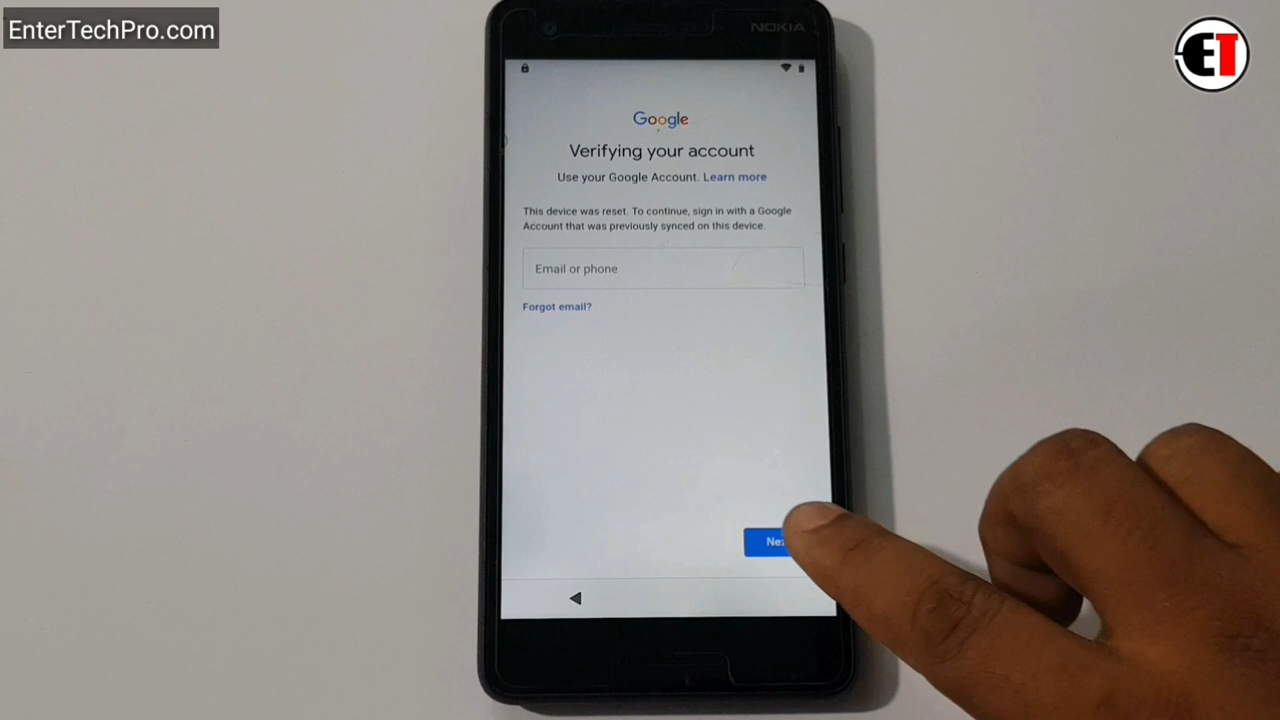 EnterTechPro.com
ET
NOKIA
Google
Verifying your account
Use your Google Account. Learn more
This device was reset. To continue, sign in with a Google
Account that was previously synced on this device.
Email or phone
Forgot email?